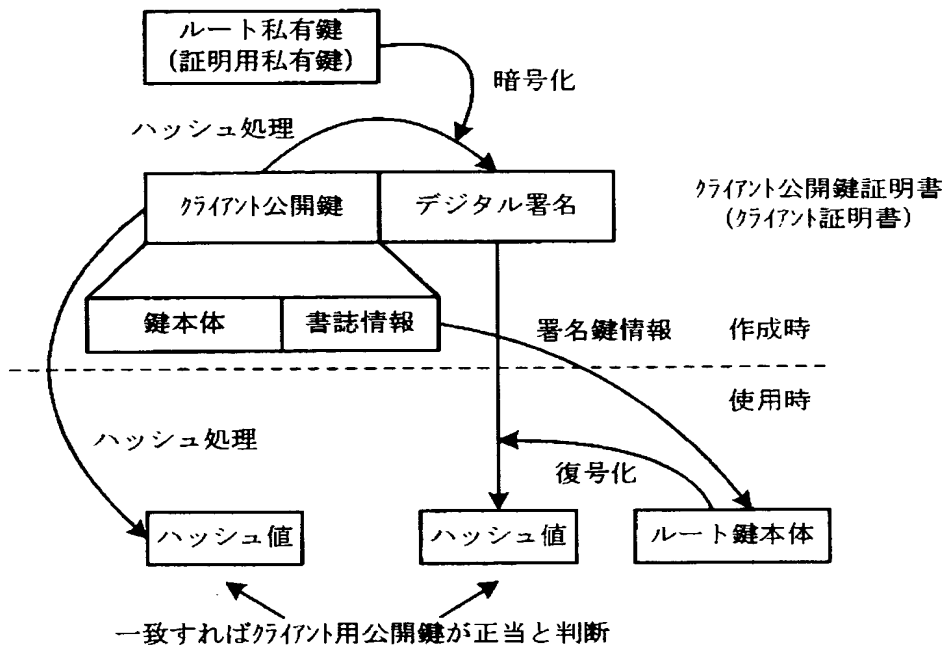 ルート私有鍵
(証明用私有鍵)
暗号化
ハッシュ処理
クライアント公開鍵
デジタル署名
クライアント公開鍵証明書
(クライアント証明書)
鍵本体
書誌情報
署名鍵情報
作成時
使用時
ハッシュ処理
復号化
ハッシュ値
ハッシュ値
ルート鍵本体
一致すればクライアント用公開鍵が正当と判断